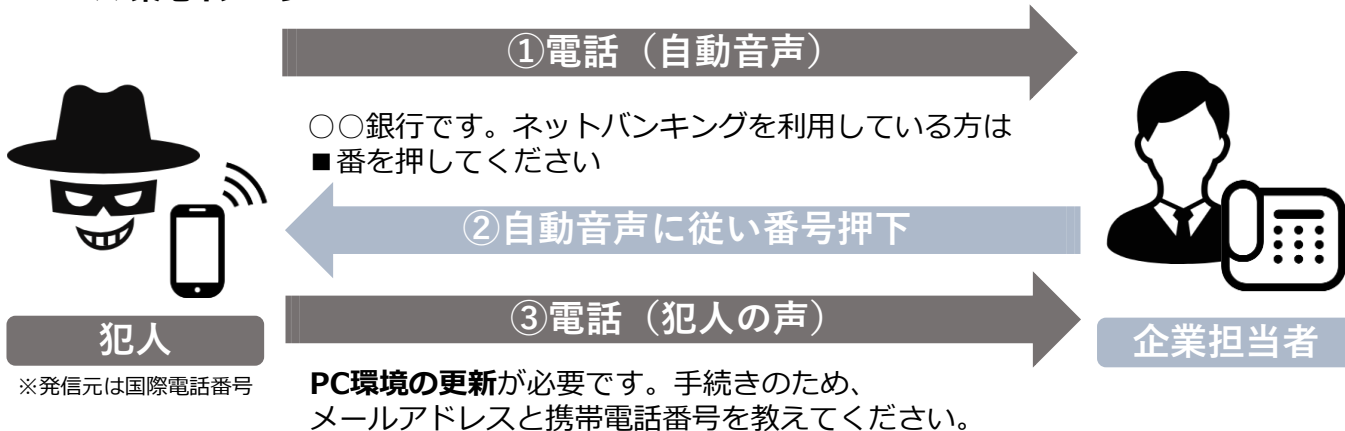 ①電話（自動音声）
○○銀行です。ネットバンキングを利用している方は
■番を押してください
②自動音声に従い番号押下
③電話（犯人の声）
犯人
企業担当者
※発信元は国際電話番号
PC環境の更新が必要です。手続きのため、
メールアドレスと携帯電話番号を教えてください。